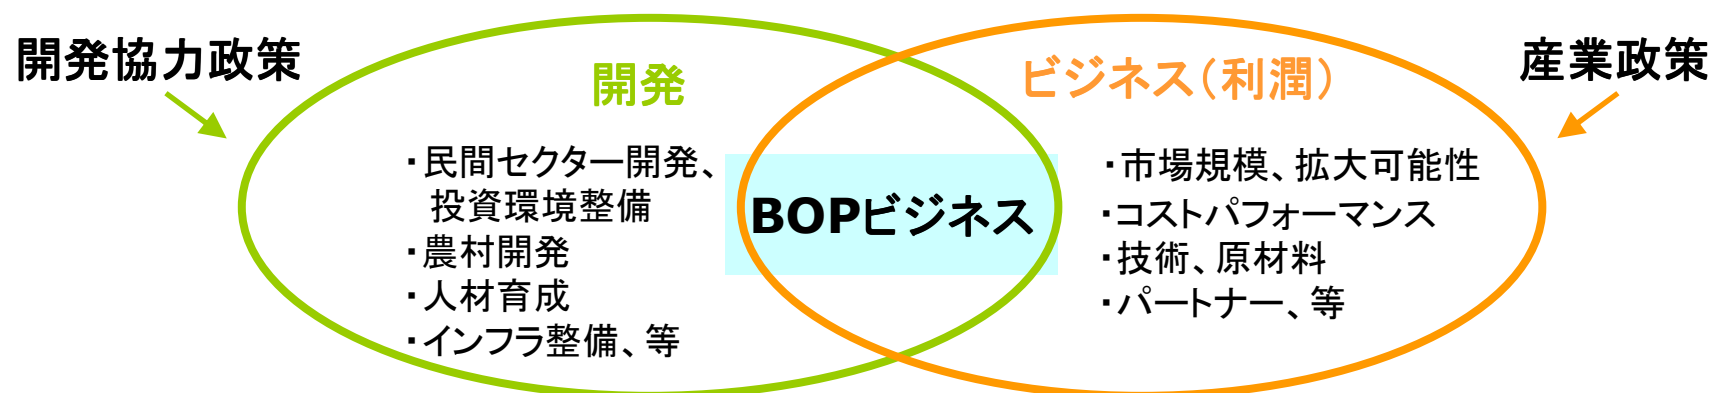 開発協力政策
開発
・民間セクター開発、
投資環境整備
・農村開発
・人材育成
・インフラ整備、等
BOPビジネス
ビジネス（利潤）
・市場規模、拡大可能性
・コストパフォーマンス
・技術、原材料
・パートナー、等
産業政策